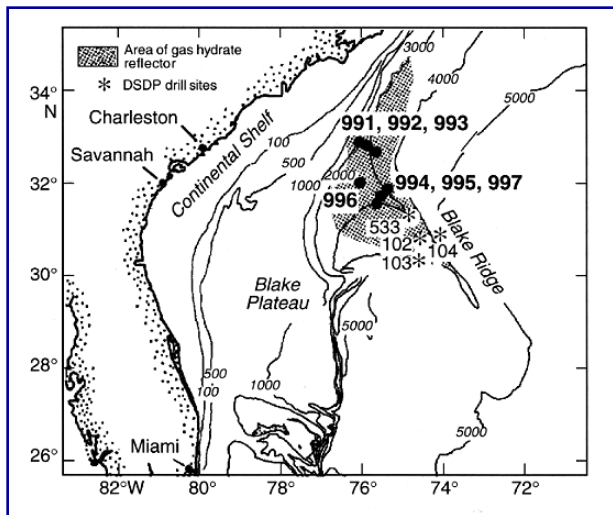 Area of gas hydrate
reflector
* DSDP drill sites
3000
4000
5000
34°
N
Charleston
991, 992, 993
100
Savannah
Continental Shelf
500
32°
1000
2000
994, 995, 997
996
533
102
104
103
Blake Ridge
30°
Blake
Plateau
5000
28°
500
100
1000
Miami
5000
26°
82°W
80°
78°
76°
74°
72°